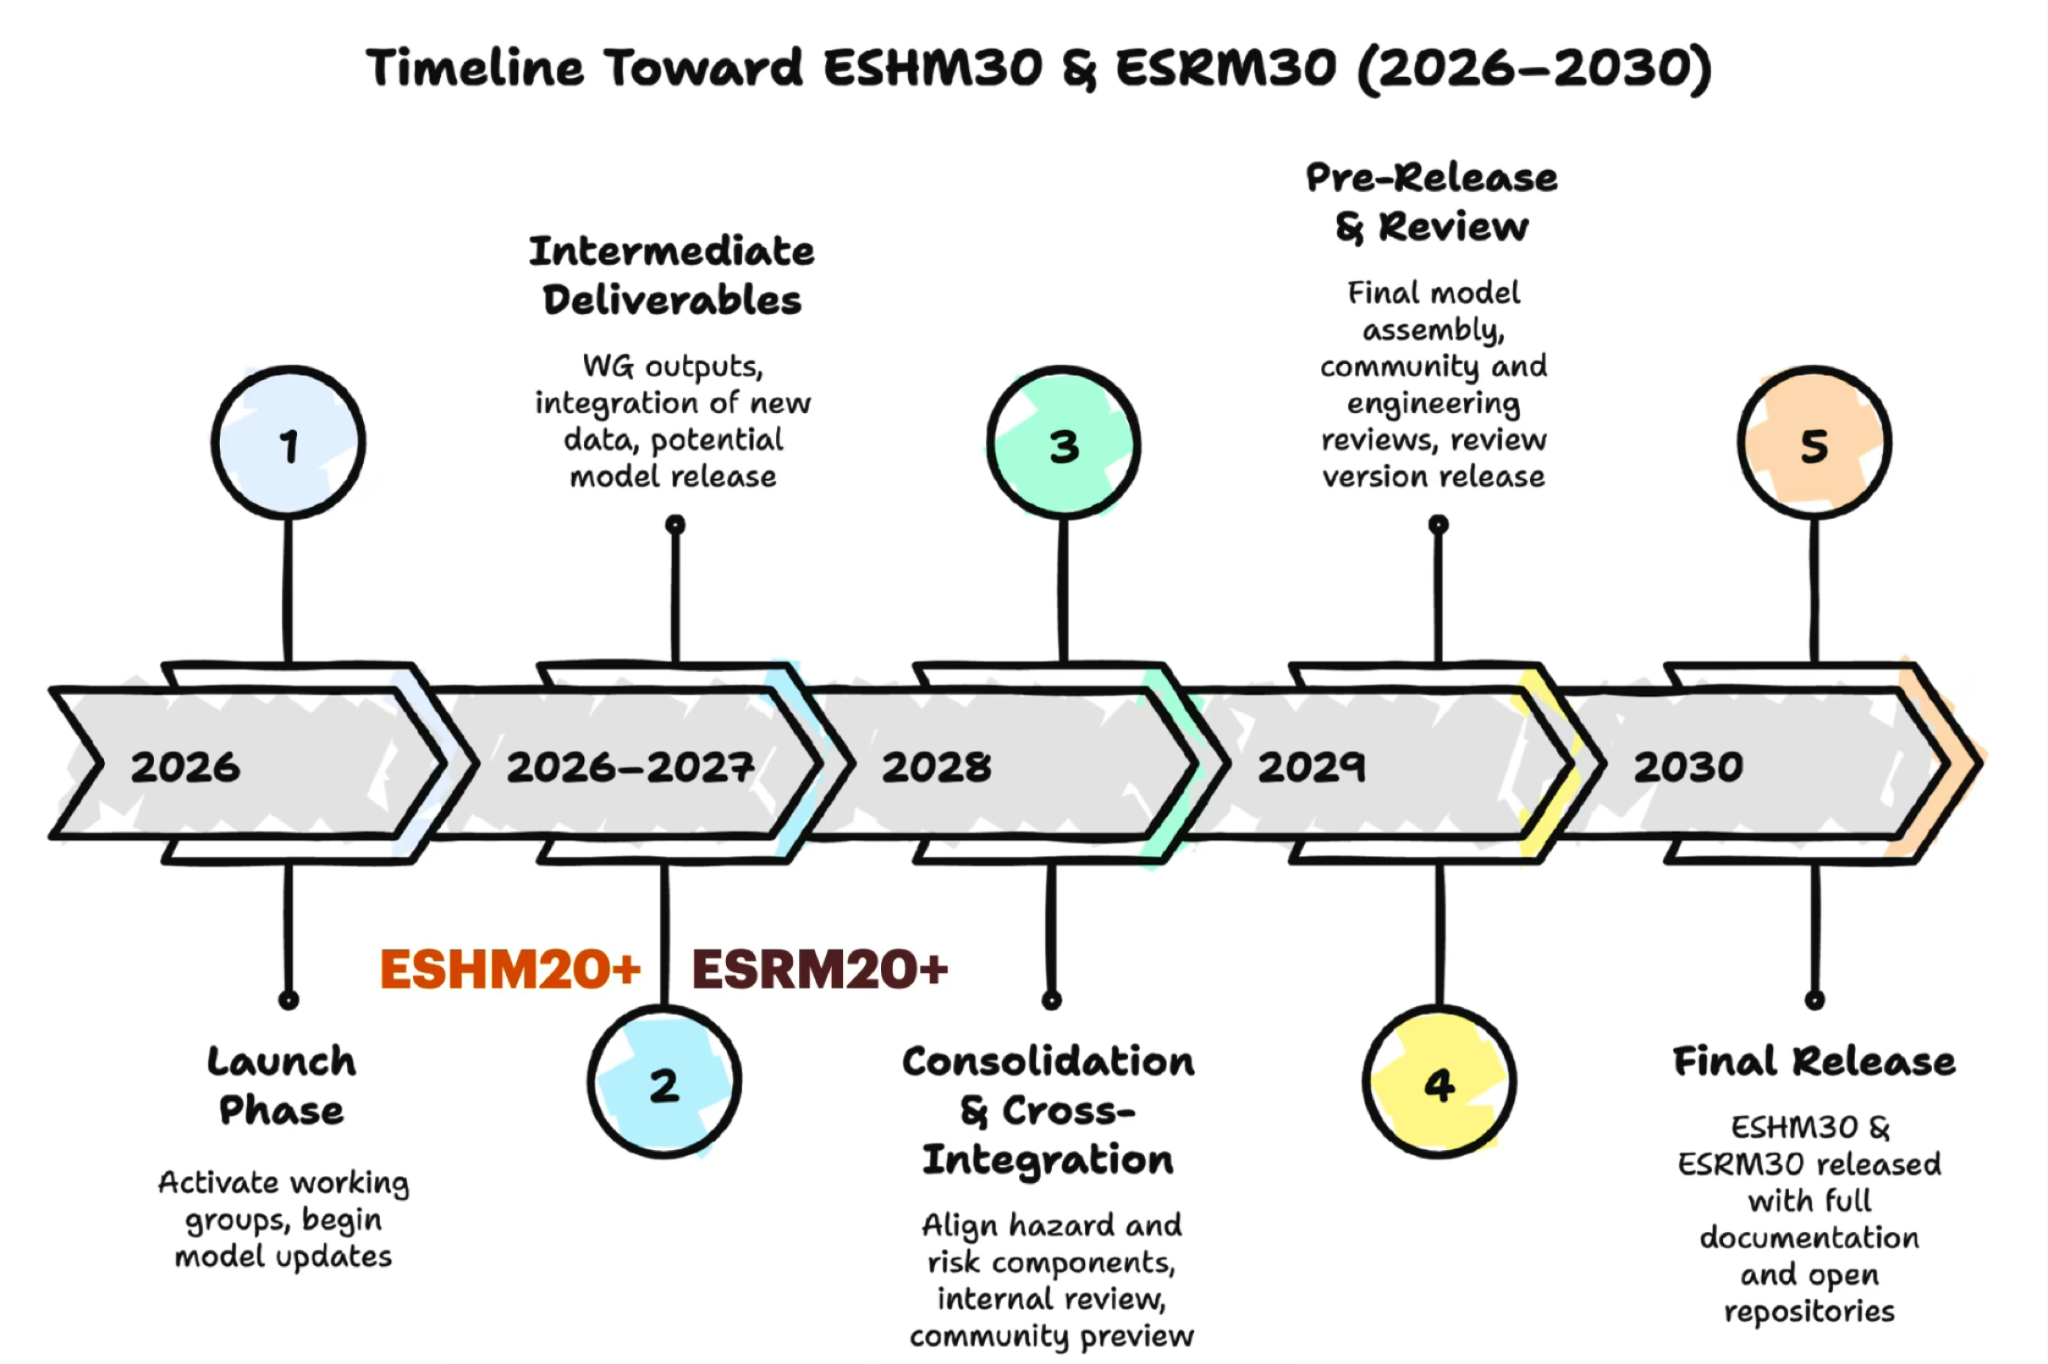 Timeline Toward ESHM30 & ESRM30 (2026–2030)
1
2026
Launch
Phase
Activate working
groups, begin
model updates
Intermediate
Deliverables
WG outputs,
integration of new
data, potential
model release
2026–2027
ESHM20+
ESRM20+
2
3
2028
Consolidation
& Cross-
Integration
Align hazard and
risk components,
internal review,
community preview
Pre-Release
& Review
Final model
assembly,
community and
engineering
reviews, review
version release
2029
4
5
2030
Final Release
ESHM30 &
ESRM30 released
with full
documentation
and open
repositories